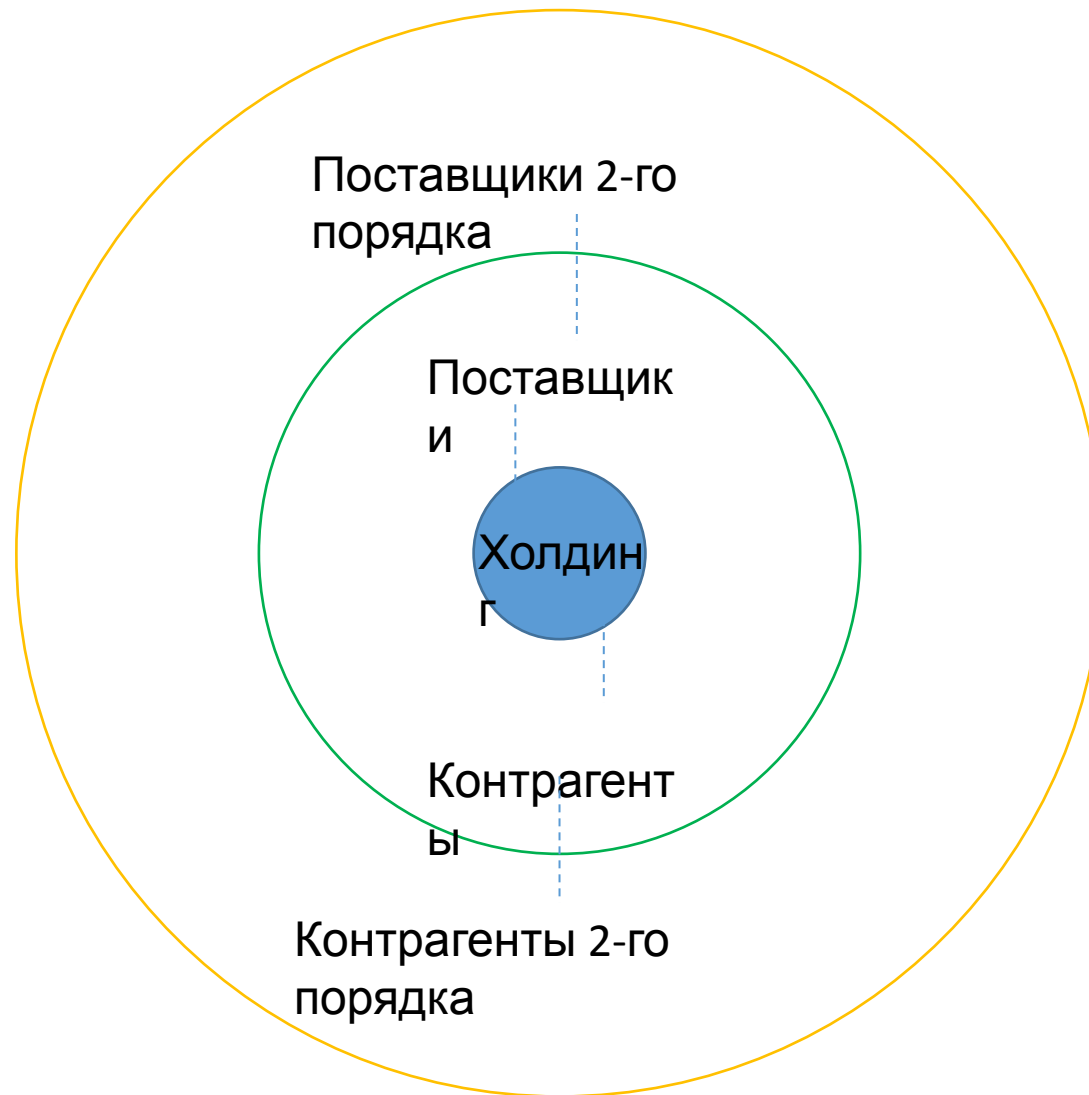 Поставщики 2-го
порядка
Поставщик
и
Холдин
г
Контрагент
ы
Контрагенты 2-го
порядка